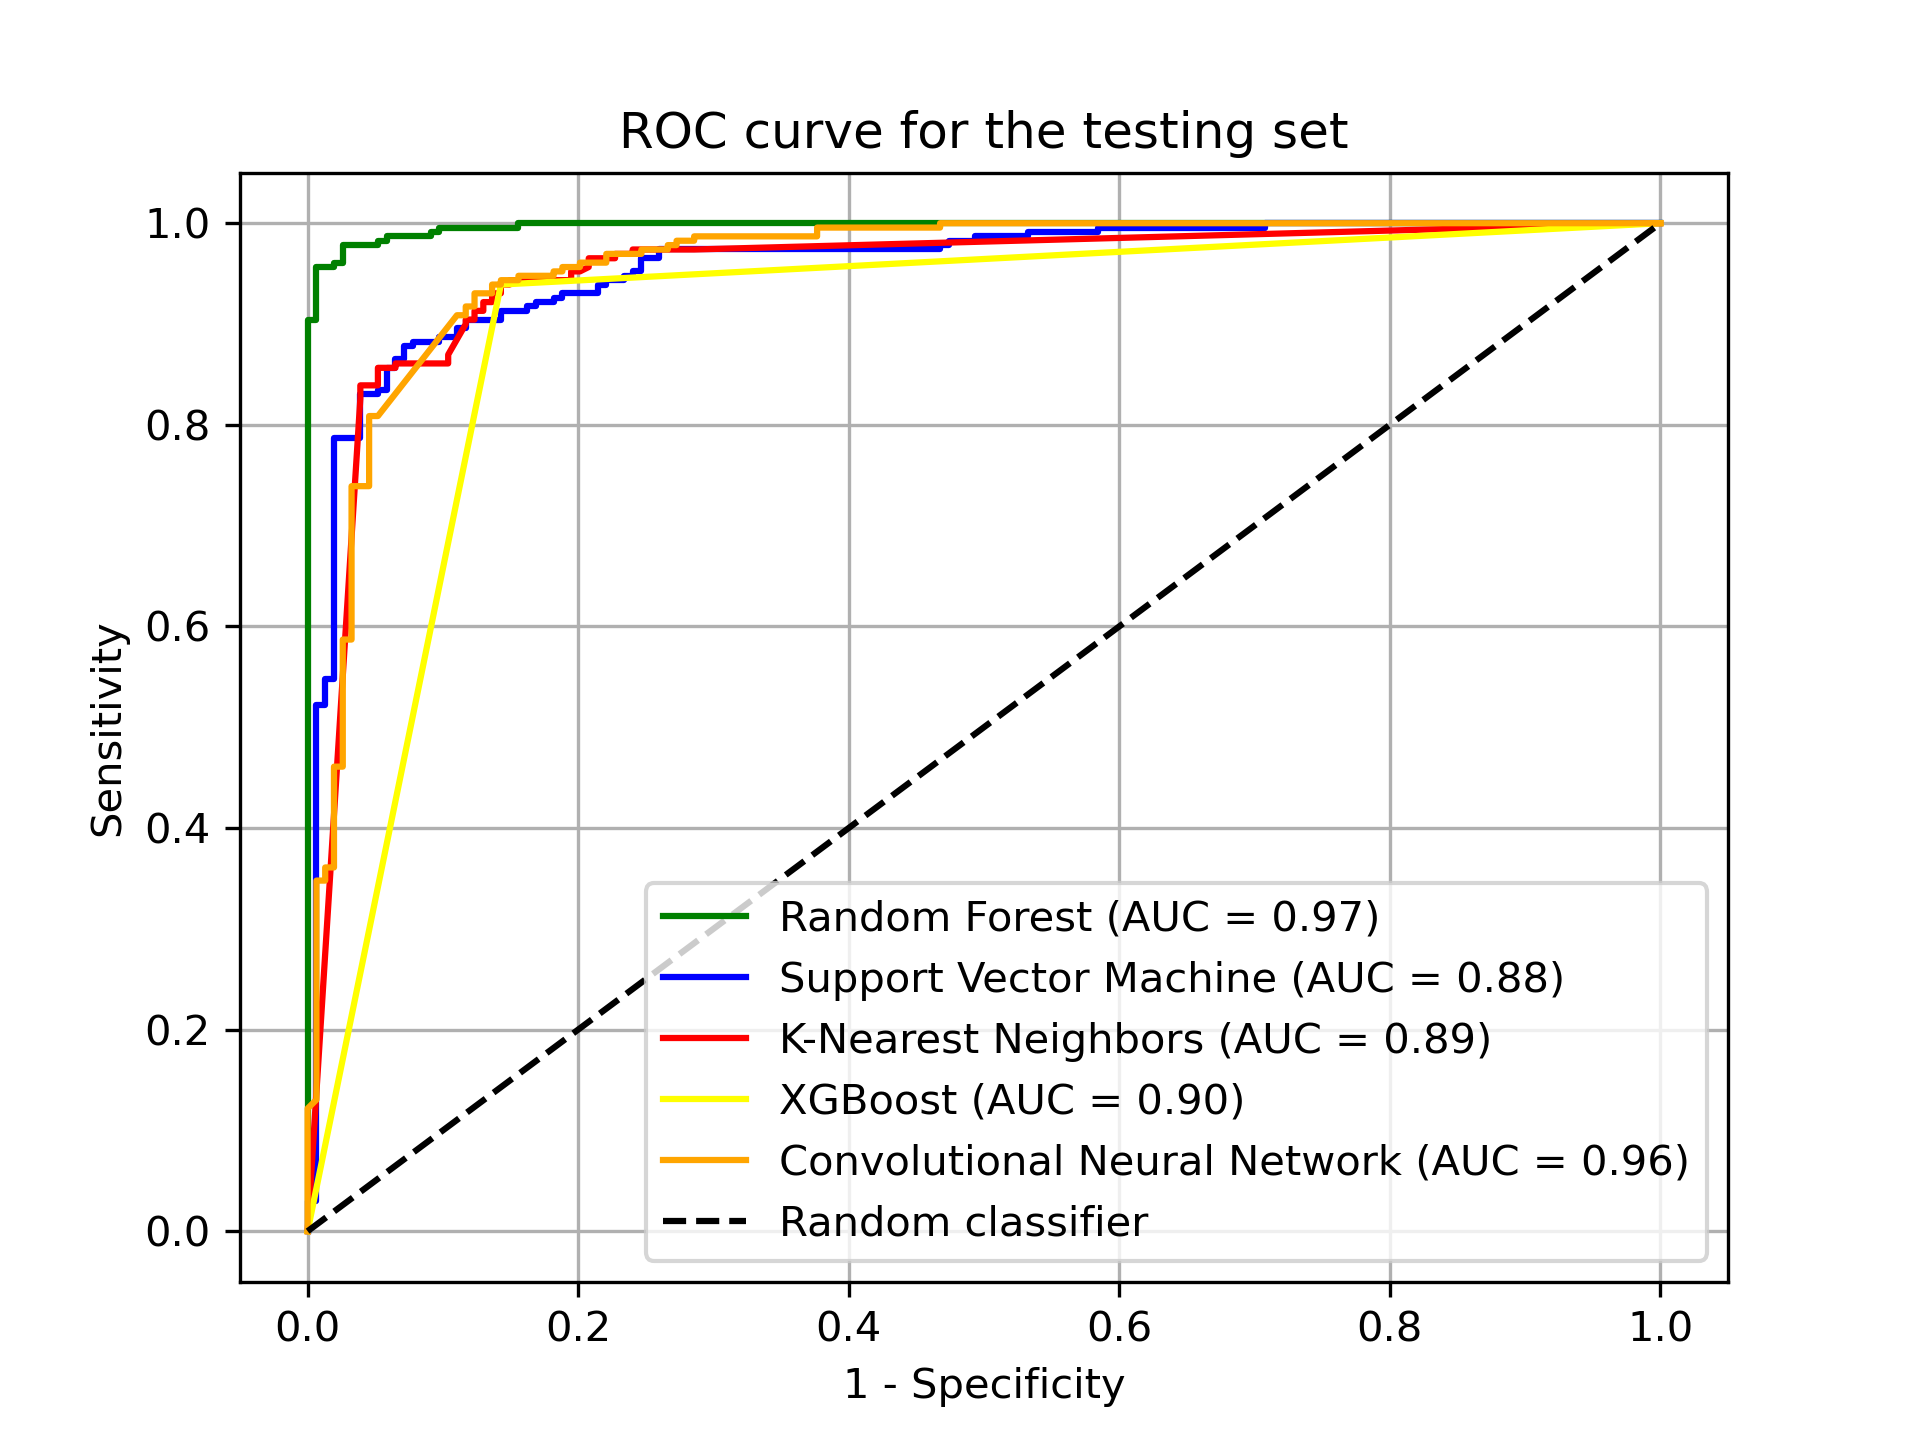 ROC curve for the testing set
1.0
0.8
0.6
0.4
0.2
0.0
Sensitivity
Random Forest (AUC = 0.97)
Support Vector Machine (AUC = 0.88)
K-Nearest Neighbors (AUC = 0.89)
XGBoost (AUC = 0.90)
Convolutional Neural Network (AUC = 0.96)
Random classifier
0.0 0.2 0.4 0.6 0.8 1.0
1 - Specificity